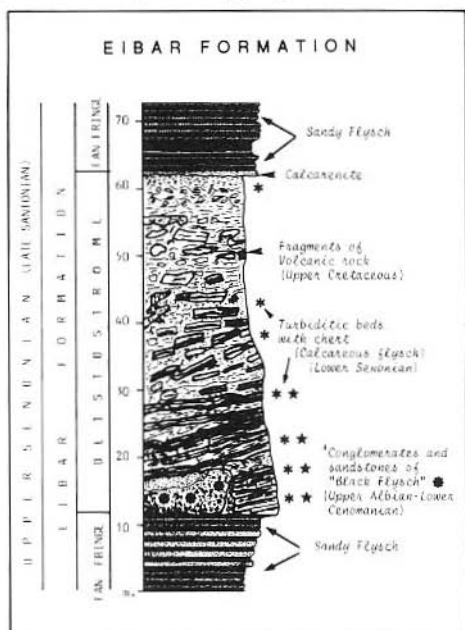 EIBAR FORMATION
UPPER SENONIAN (LATE SANTONIAN)
EIBAR FORMATION
FAN FRINGE
OLISTOSTROME
FAN FRINGE
70
60
50
40
30
20
10
m.
Sandy Flysch
Calcarenite
Fragments of
Volcanic rock
(Upper Cretaceous)
Turbiditic beds
with chert
(Calcareous flysch)
(Lower Senonian)
Conglomerates and
sandstones of
"Black Flysch"
(Upper Albian-Lower
Cenomanian)
Sandy Flysch